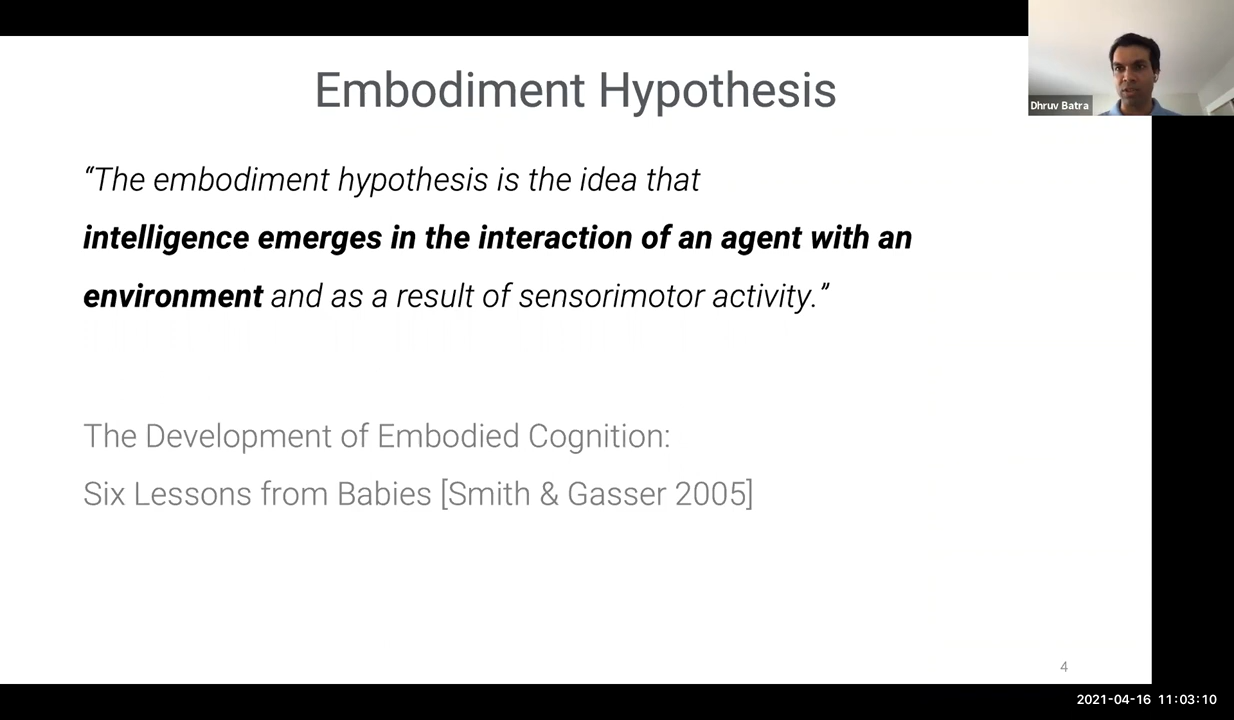 Embodiment Hypothesis
Dhruv Batra
“The embodiment hypothesis is the idea that
intelligence emerges in the interaction of an agent with an
environment and as a result of sensorimotor activity.”
The Development of Embodied Cognition:
Six Lessons from Babies [Smith & Gasser 2005]
4
2021-04-16 11:03:10